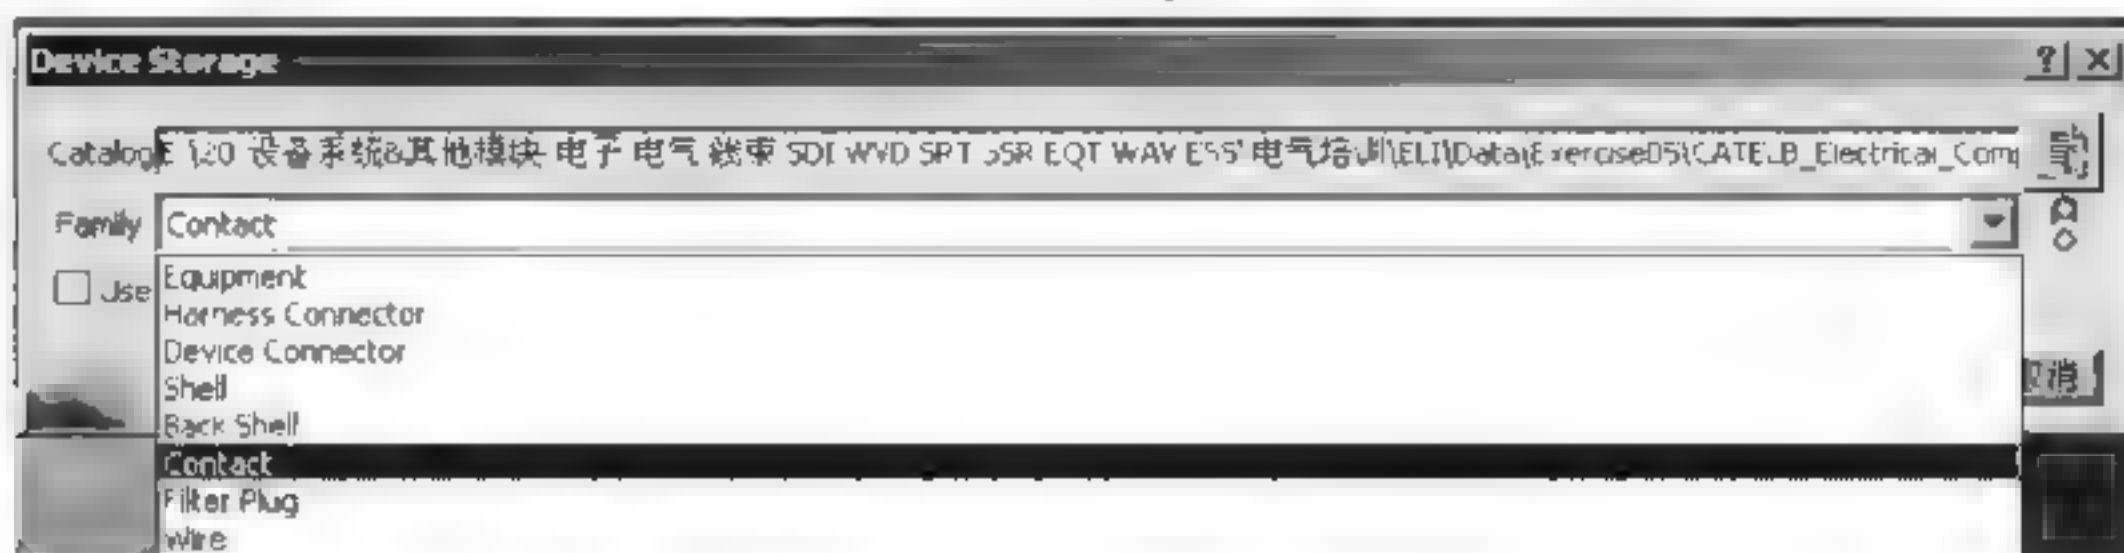 Device Storage
Catalog E \20 设备系统&其他模块 电子 电气 线束 SDI WVD SPT SSR EQT WAV ESS\电气培训\ELI\Data\Exercise05\CATELB_Electrical_Comp
Family Contact
Use
Equipment
Harness Connector
Device Connector
Shell
取消
Back Shell
Contact
Filter Plug
Wire